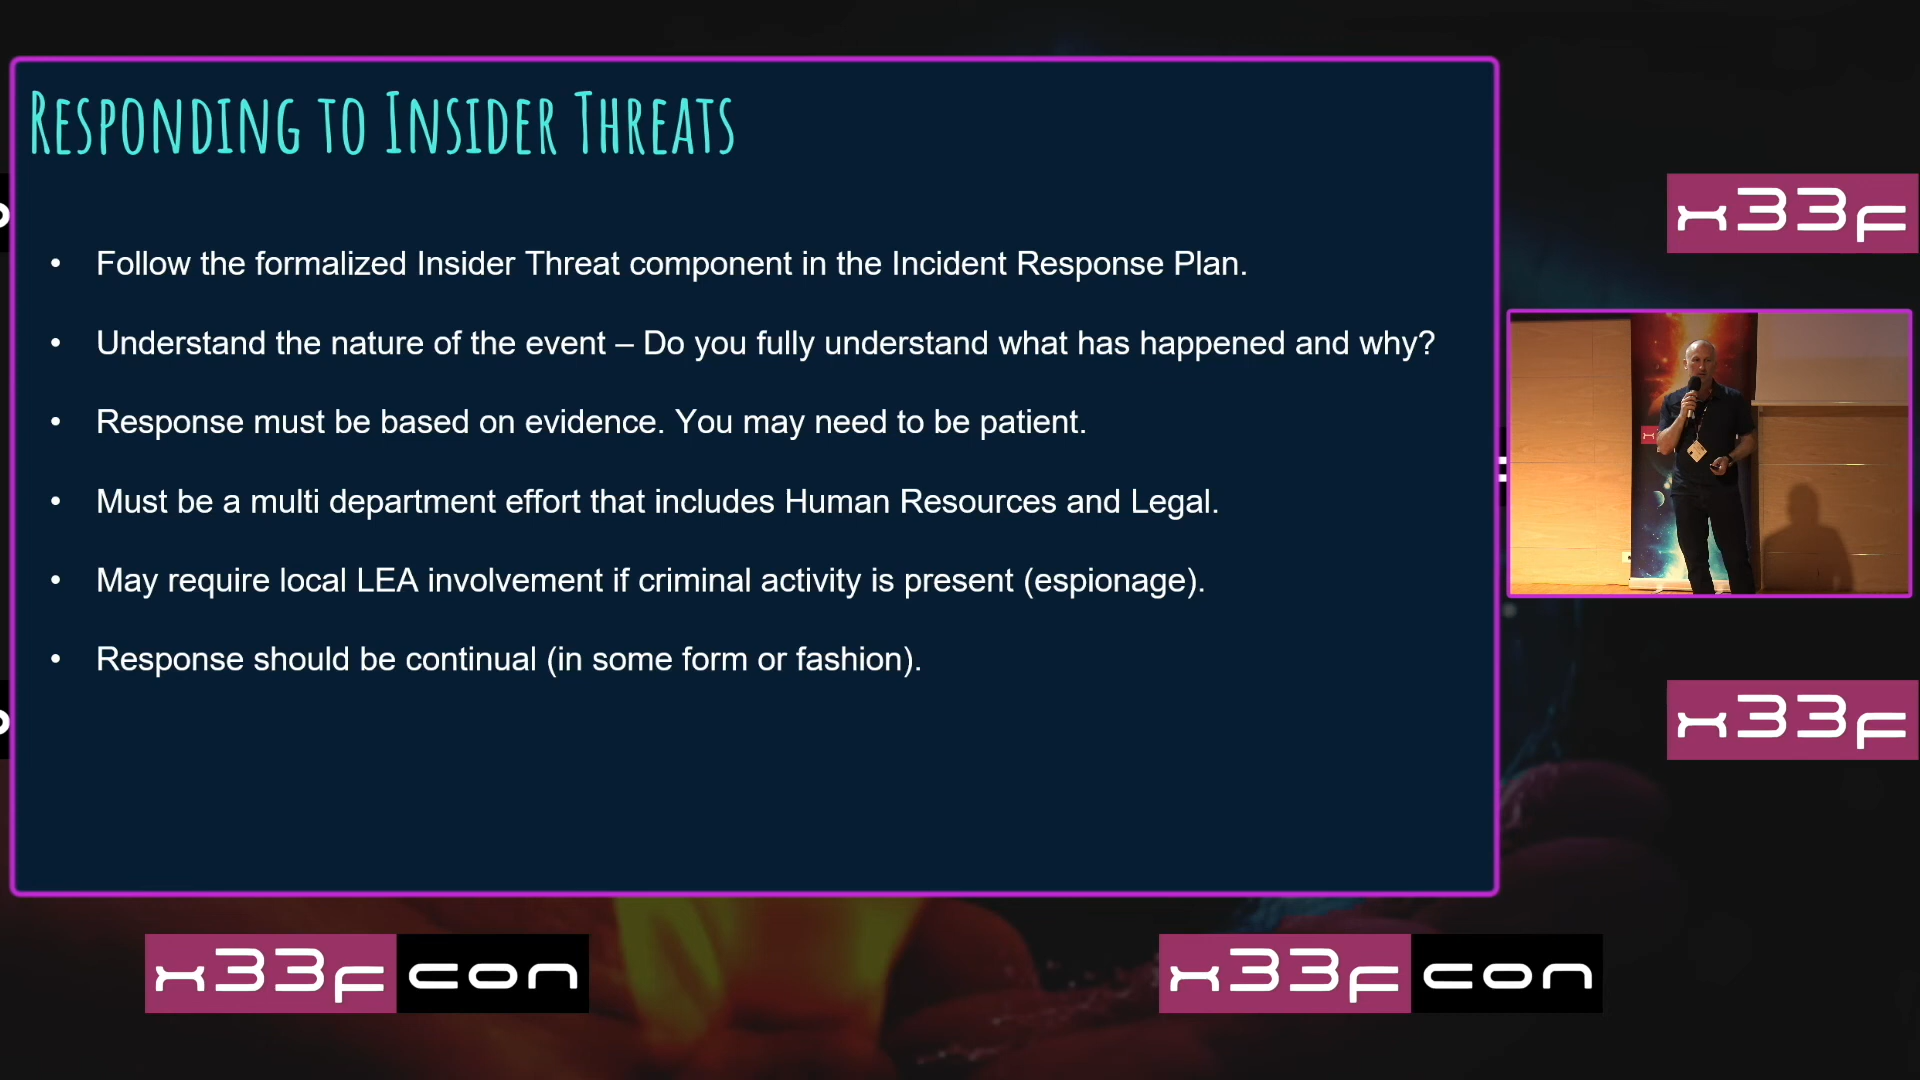 Responding to Insider Threats
• Follow the formalized Insider Threat component in the Incident Response Plan.
• Understand the nature of the event – Do you fully understand what has happened and why?
• Response must be based on evidence. You may need to be patient.
• Must be a multi department effort that includes Human Resources and Legal.
• May require local LEA involvement if criminal activity is present (espionage).
• Response should be continual (in some form or fashion).
x33f
x33f
x33fcon
x33fcon